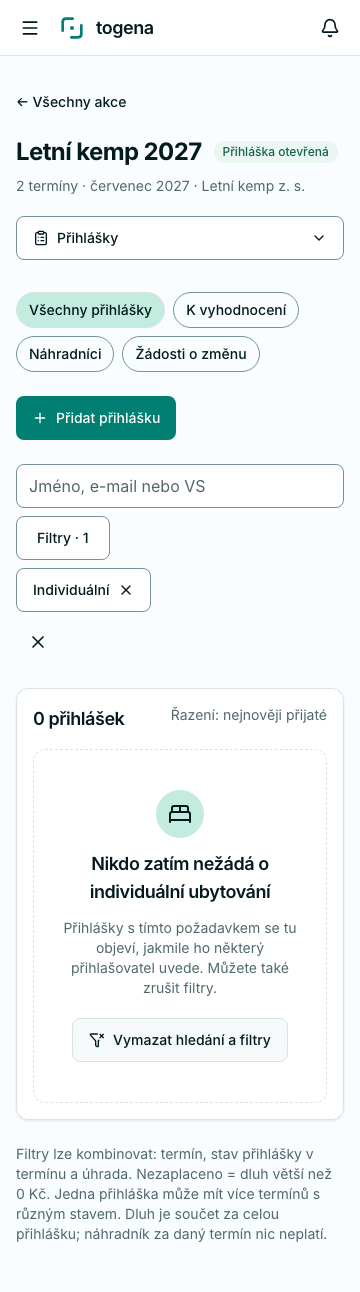 togena
← Všechny akce
Letní kemp 2027 Přihláška otevřená
2 termíny · červenec 2027 · Letní kemp z. s.
Přihlášky
Všechny přihlášky K vyhodnocení
Náhradníci Žádosti o změnu
+ Přidat přihlášku
Jméno, e-mail nebo VS
Filtry · 1
Individuální ×
×
0 přihlášek Řazení: nejnověji přijaté
Nikdo zatím nežádá o
individuální ubytování
Přihlášky s tímto požadavkem se tu
objeví, jakmile ho některý
přihlašovatel uvede. Můžete také
zrušit filtry.
Vymazat hledání a filtry
Filtry lze kombinovat: termín, stav přihlášky v
termínu a úhrada. Nezaplaceno = dluh větší než
0 Kč. Jedna přihláška může mít více termínů s
různým stavem. Dluh je součet za celou
přihlášku; náhradník za daný termín nic neplatí.